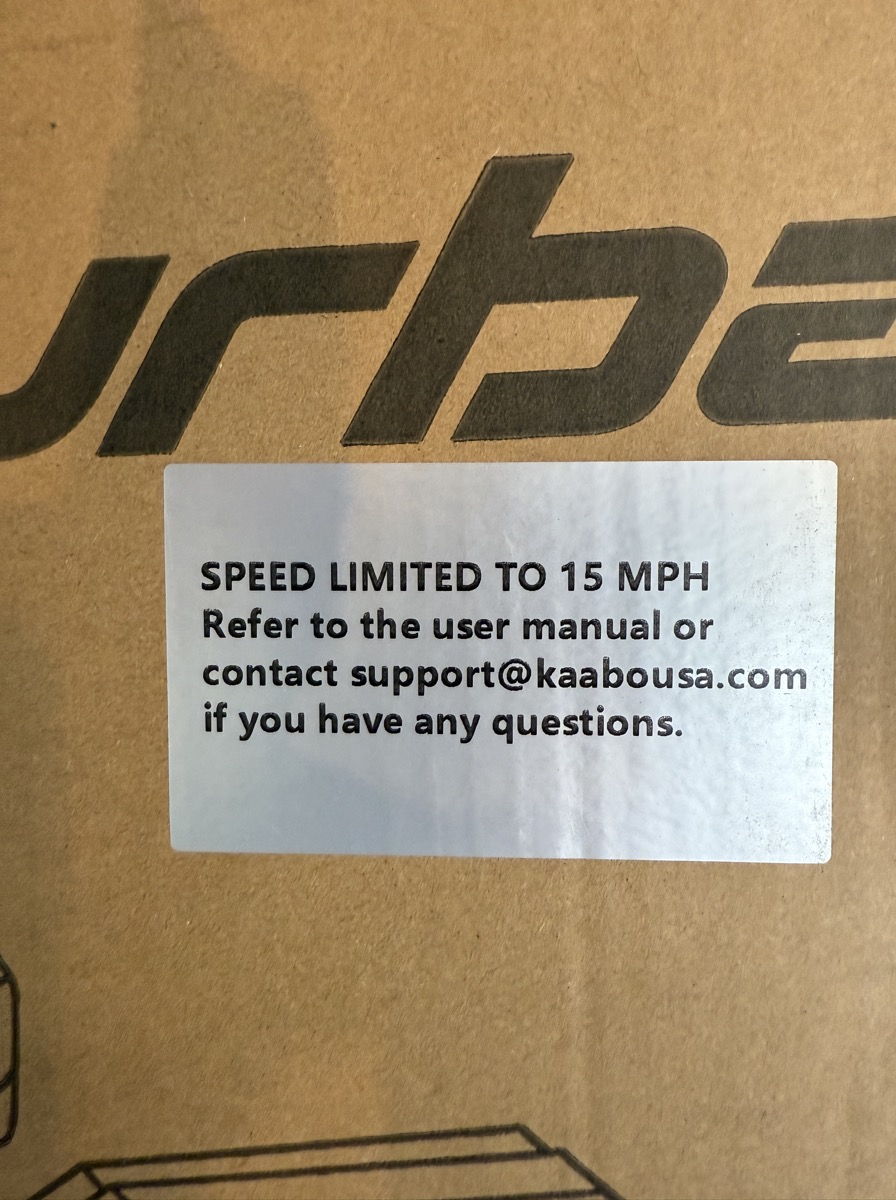 urba
SPEED LIMITED TO 15 MPH
Refer to the user manual or
contact support@kaabousa.com
if you have any questions.